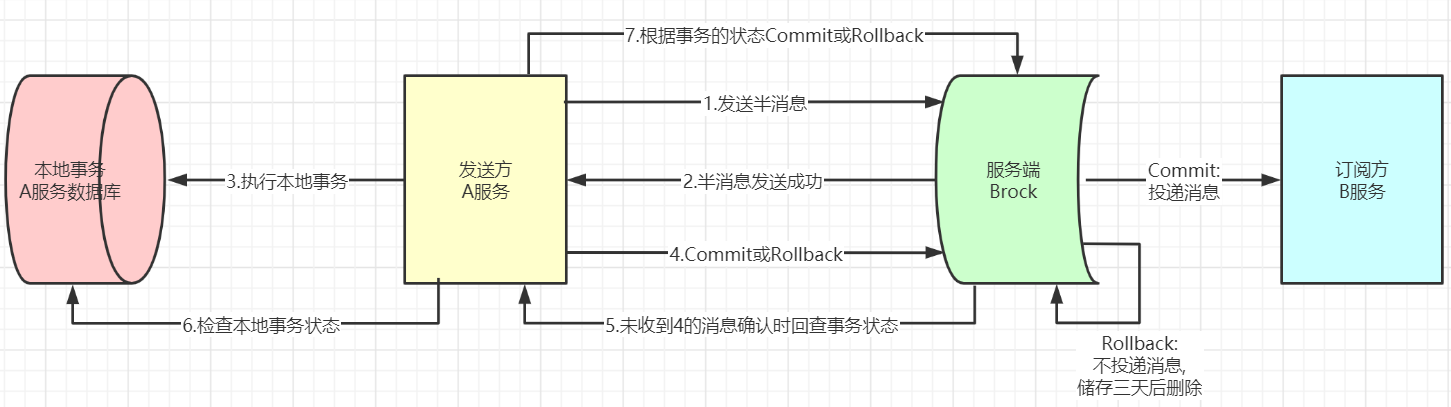 7.根据事务的状态Commit或Rollback
1.发送半消息
本地事务
A服务数据库
3.执行本地事务
发送方
A服务
2.半消息发送成功
服务端
Brock
Commit:
投递消息
订阅方
B服务
4.Commit或Rollback
6.检查本地事务状态
5.未收到4的消息确认时回查事务状态
Rollback:
不投递消息,
储存三天后删除